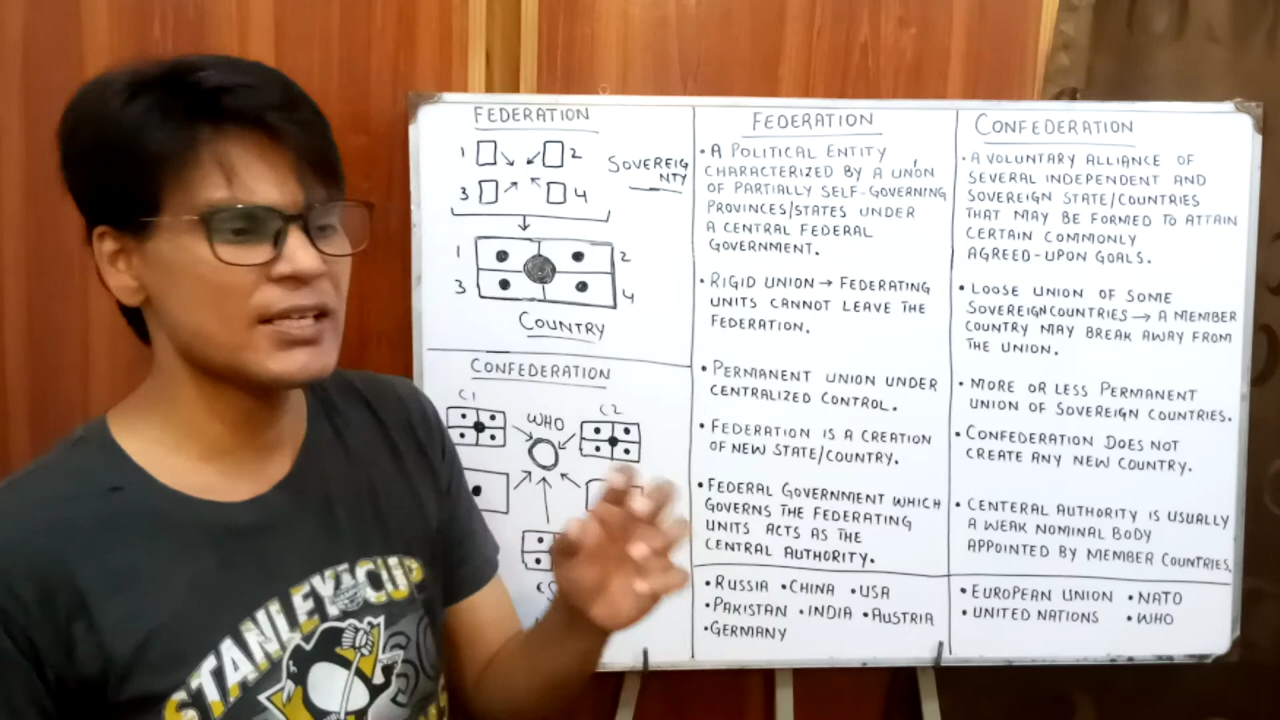 FEDERATION
1 2
3 4
SOVEREIG
NTY
1 2
3 4
COUNTRY
CONFEDERATION
C1 WHO C2
FEDERATION
• A POLITICAL ENTITY
CHARACTERIZED BY A UNON
OF PARTIALLY SELF-GOVERNING
PROVINCES/STATES UNDER
A CENTRAL FEDERAL
GOVERNMENT.
• RIGID UNION → FEDERATING
UNITS CANNOT LEAVE THE
FEDERATION.
• PERMANENT UNION UNDER
CENTRALIZED CONTROL.
• FEDERATION IS A CREATION
OF NEW STATE/COUNTRY.
• FEDERAL GOVERNMENT WHICH
GOVERNS THE FEDERATING
UNITS ACTS AS THE
CENTRAL AUTHORITY.
• RUSSIA • CHINA • USA
• PAKISTAN • INDIA • AUSTRIA
• GERMANY
CONFEDERATION
• A VOLUNTARY ALLIANCE OF
SEVERAL INDEPENDENT AND
SOVEREIGN STATE/COUNTRIES
THAT MAY BE FORMED TO ATTAIN
CERTAIN COMMONLY
AGREED-UPON GOALS.
• LOOSE UNION OF SOME
SOVEREIGN COUNTRIES → A MEMBER
COUNTRY MAY BREAK AWAY FROM
THE UNION.
• MORE OR LESS PERMANENT
UNION OF SOVEREIGN COUNTRIES.
• CONFEDERATION DOES NOT
CREATE ANY NEW COUNTRY.
• CENTERAL AUTHORITY IS USUALLY
A WEAK NOMINAL BODY
APPOINTED BY MEMBER COUNTRIES.
• EUROPEAN UNION • NATO
• UNITED NATIONS • WHO
STANLEY CUP